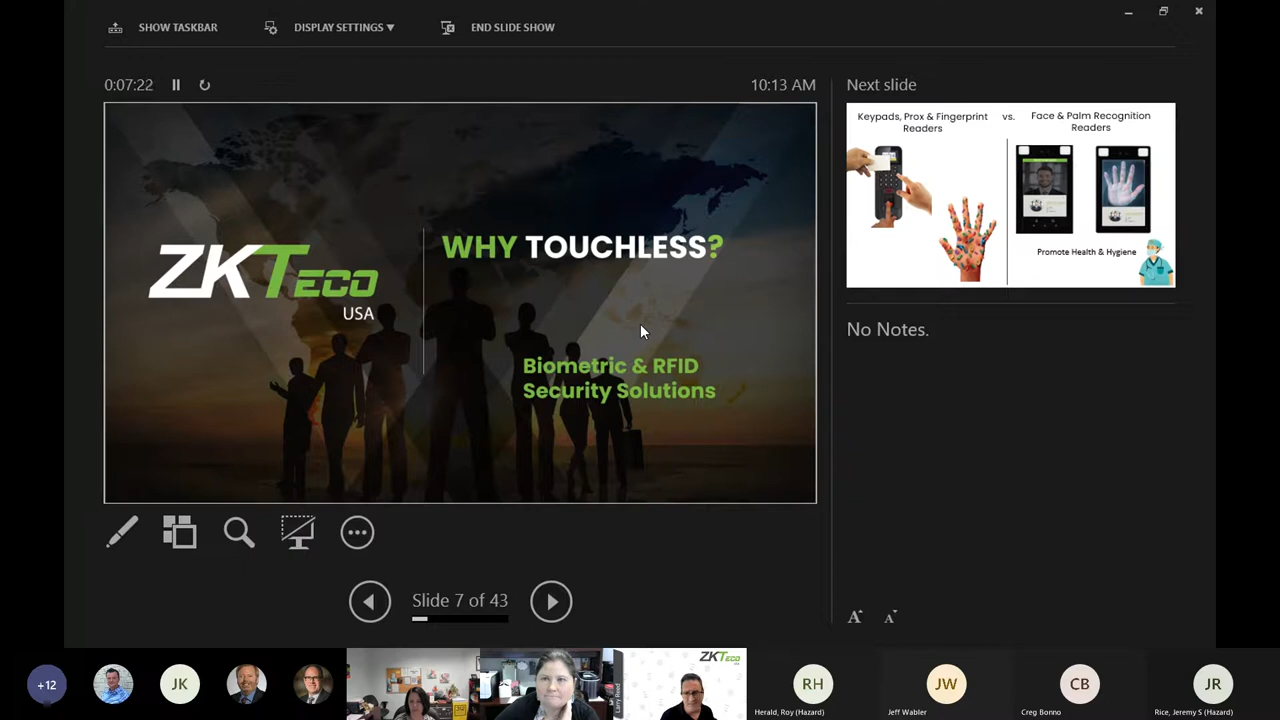 SHOW TASKBAR
DISPLAY SETTINGS ▼
END SLIDE SHOW
0:07:22
10:13 AM
ZKTECO
USA
WHY TOUCHLESS?
Biometric & RFID
Security Solutions
Next slide
Keypads, Prox & Fingerprint
Readers
vs.
Face & Palm Recognition
Readers
Promote Health & Hygiene
No Notes.
Slide 7 of 43
A
A
+12
JK
Larry Reed
ZKTECO
RH
Herald, Roy (Hazard)
JW
Jeff Wabler
CB
Creg Bonno
JR
Rice, Jeremy S (Hazard)